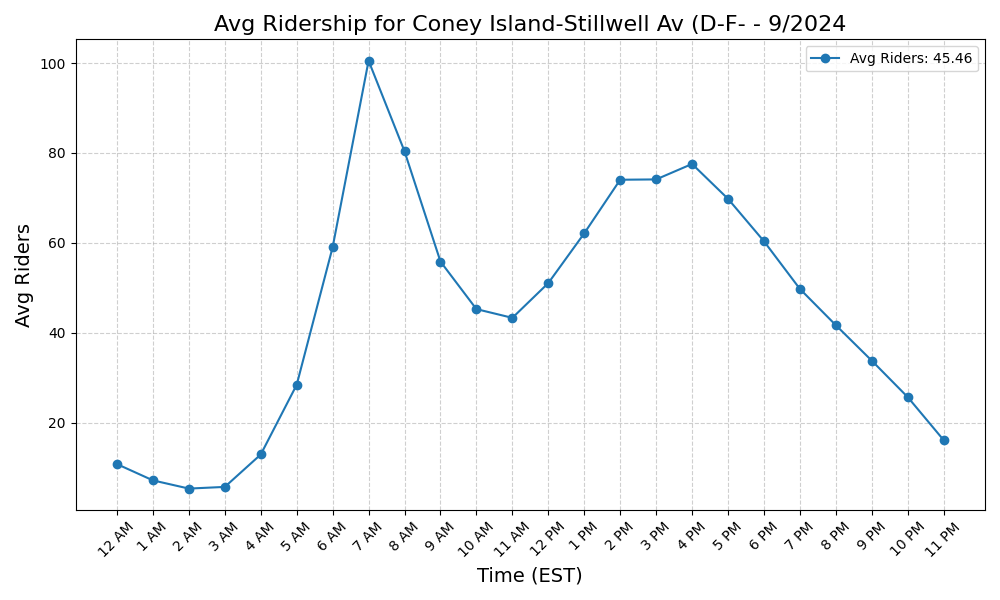 Avg Ridership for Coney Island-Stillwell Av (D-F- - 9/2024
Avg Riders: 45.46
Avg Riders
100
80
60
40
20
12 AM
1 AM
2 AM
3 AM
4 AM
5 AM
6 AM
7 AM
8 AM
9 AM
10 AM
11 AM
12 PM
1 PM
2 PM
3 PM
4 PM
5 PM
6 PM
7 PM
8 PM
9 PM
10 PM
11 PM
Time (EST)